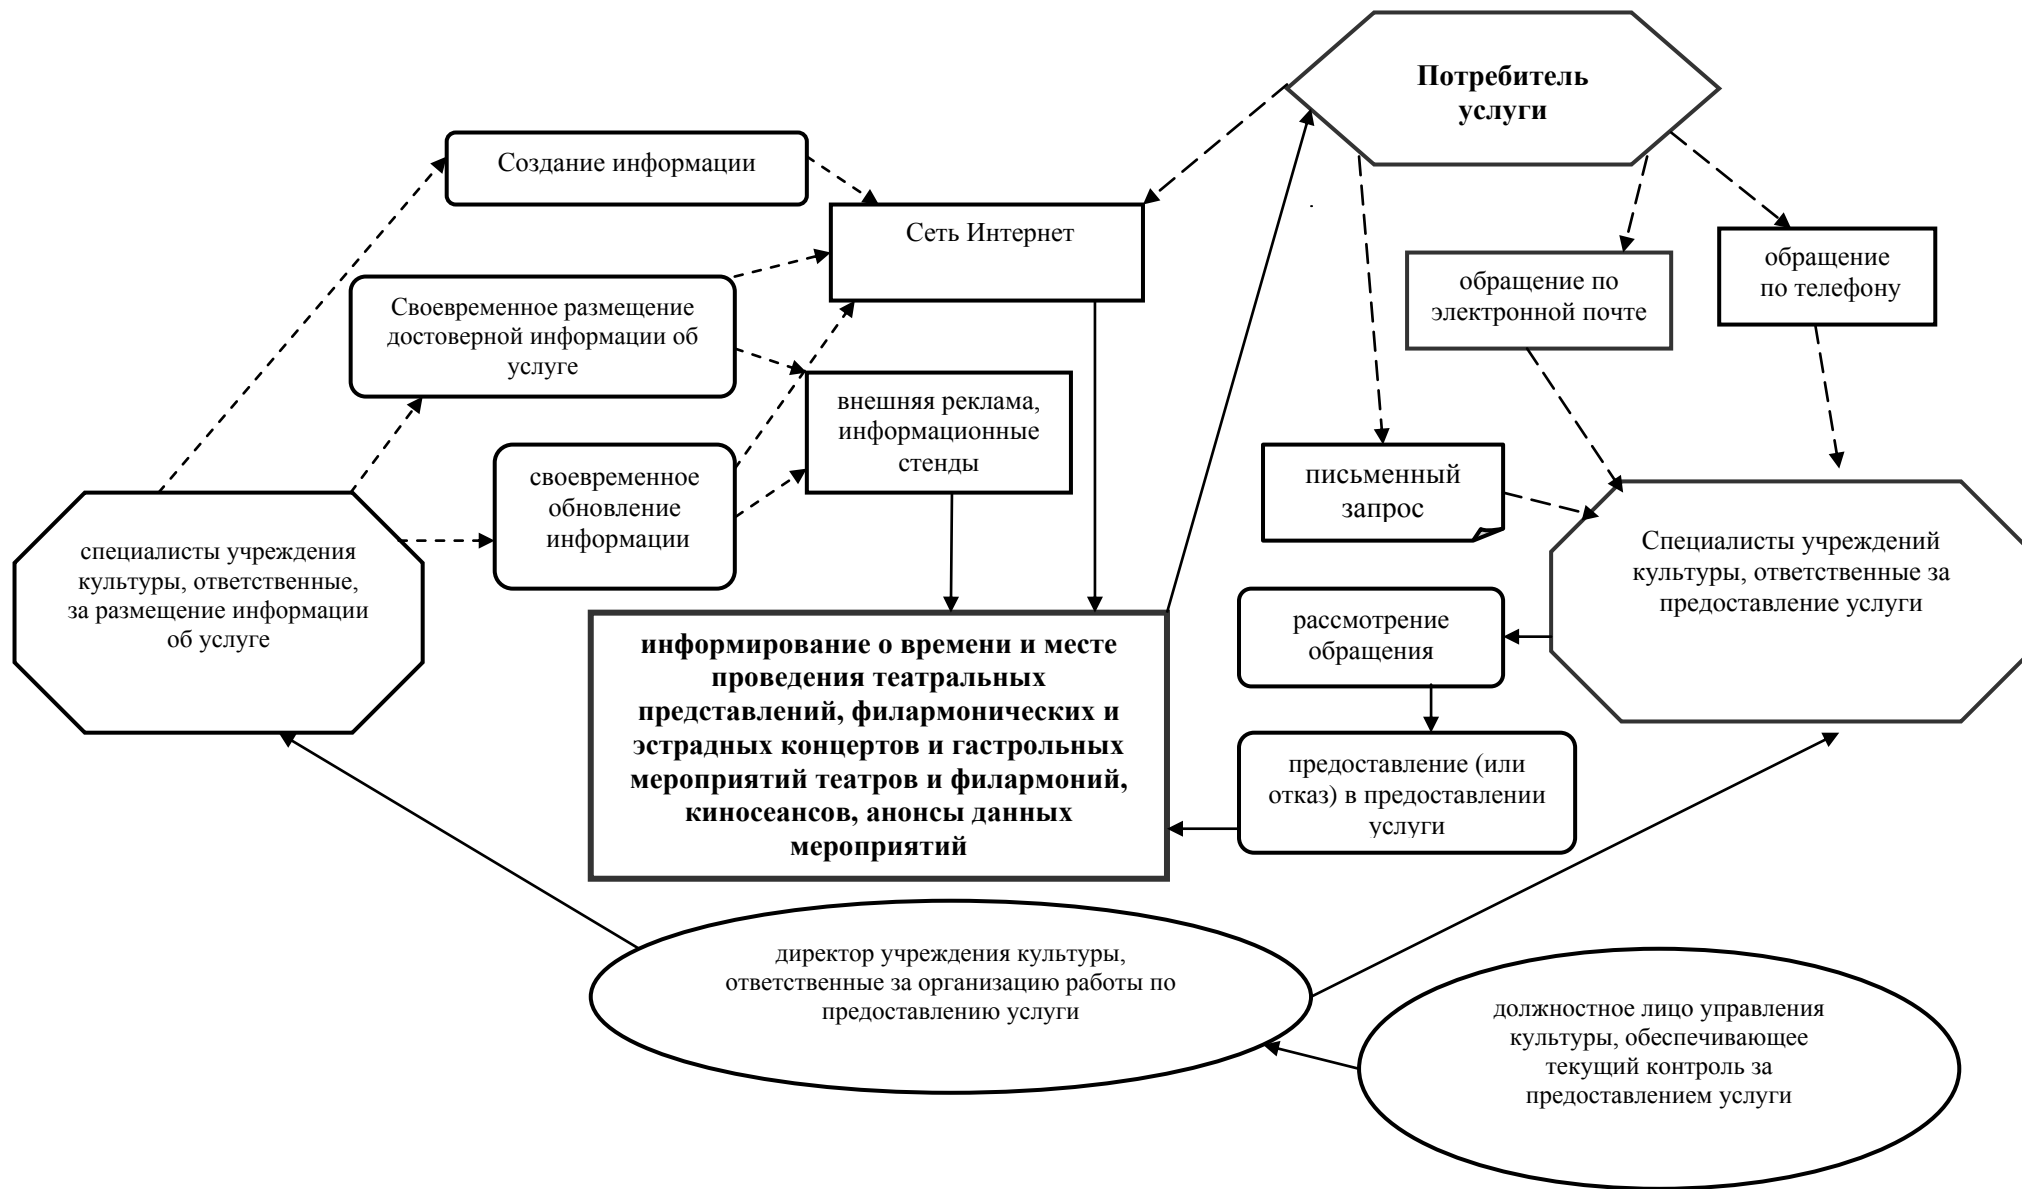 Потребитель
услуги
Создание информации
Сеть Интернет
обращение
по телефону
обращение по
электронной почте
Своевременное размещение
достоверной информации об
услуге
внешняя реклама,
информационные
стенды
своевременное
обновление
информации
письменный
запрос
специалисты учреждения
культуры, ответственные,
за размещение информации
об услуге
Специалисты учреждений
культуры, ответственные за
предоставление услуги
рассмотрение
обращения
информирование о времени и месте
проведения театральных
представлений, филармонических и
эстрадных концертов и гастрольных
мероприятий театров и филармоний,
киносеансов, анонсы данных
мероприятий
предоставление (или
отказ) в предоставлении
услуги
директор учреждения культуры,
ответственные за организацию работы по
предоставлению услуги
должностное лицо управления
культуры, обеспечивающее
текущий контроль за
предоставлением услуги